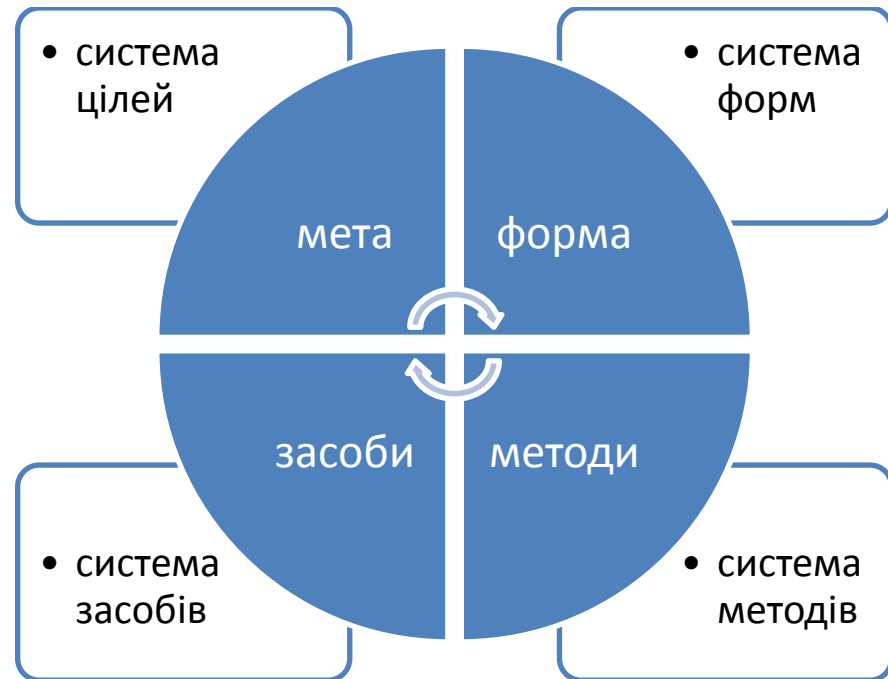 • система
цілей
• система
форм
мета
форма
засоби
методи
• система
засобів
• система
методів